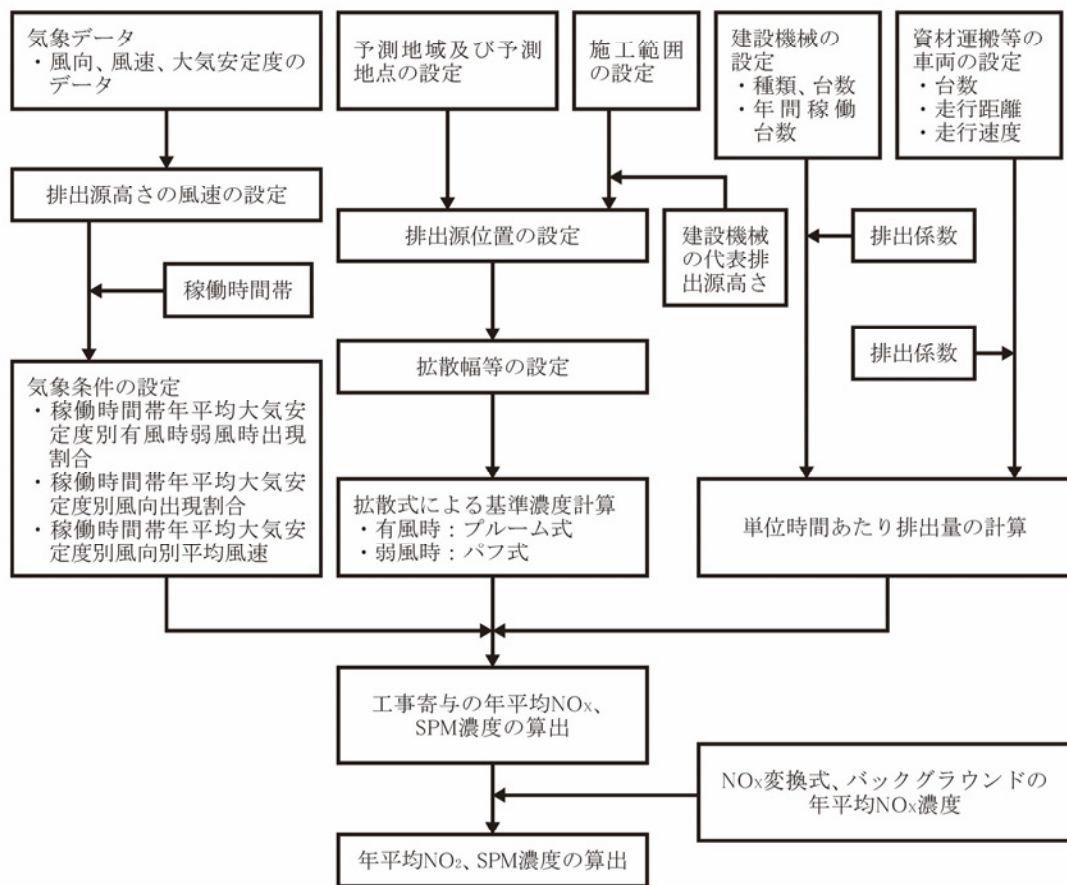 気象データ
・風向、風速、大気安定度の
データ
予測地域及び予測
地点の設定
施工範囲
の設定
建設機械の
設定
・種類、台数
・年間稼働
台数
資材運搬等の
車両の設定
・台数
・走行距離
・走行速度
排出源高さの風速の設定
排出源位置の設定
建設機械
の代表排
出源高さ
排出係数
稼働時間帯
拡散幅等の設定
排出係数
気象条件の設定
・稼働時間帯年平均大気安
定度別有風時弱風時出現
割合
・稼働時間帯年平均大気安
定度別風向出現割合
・稼働時間帯年平均大気安
定度別風向別平均風速
拡散式による基準濃度計算
・有風時：プルーム式
・弱風時：パフ式
単位時間あたり排出量の計算
工事寄与の年平均NOx、
SPM濃度の算出
NOx変換式、バックグラウンドの
年平均NOx濃度
年平均NO₂、SPM濃度の算出